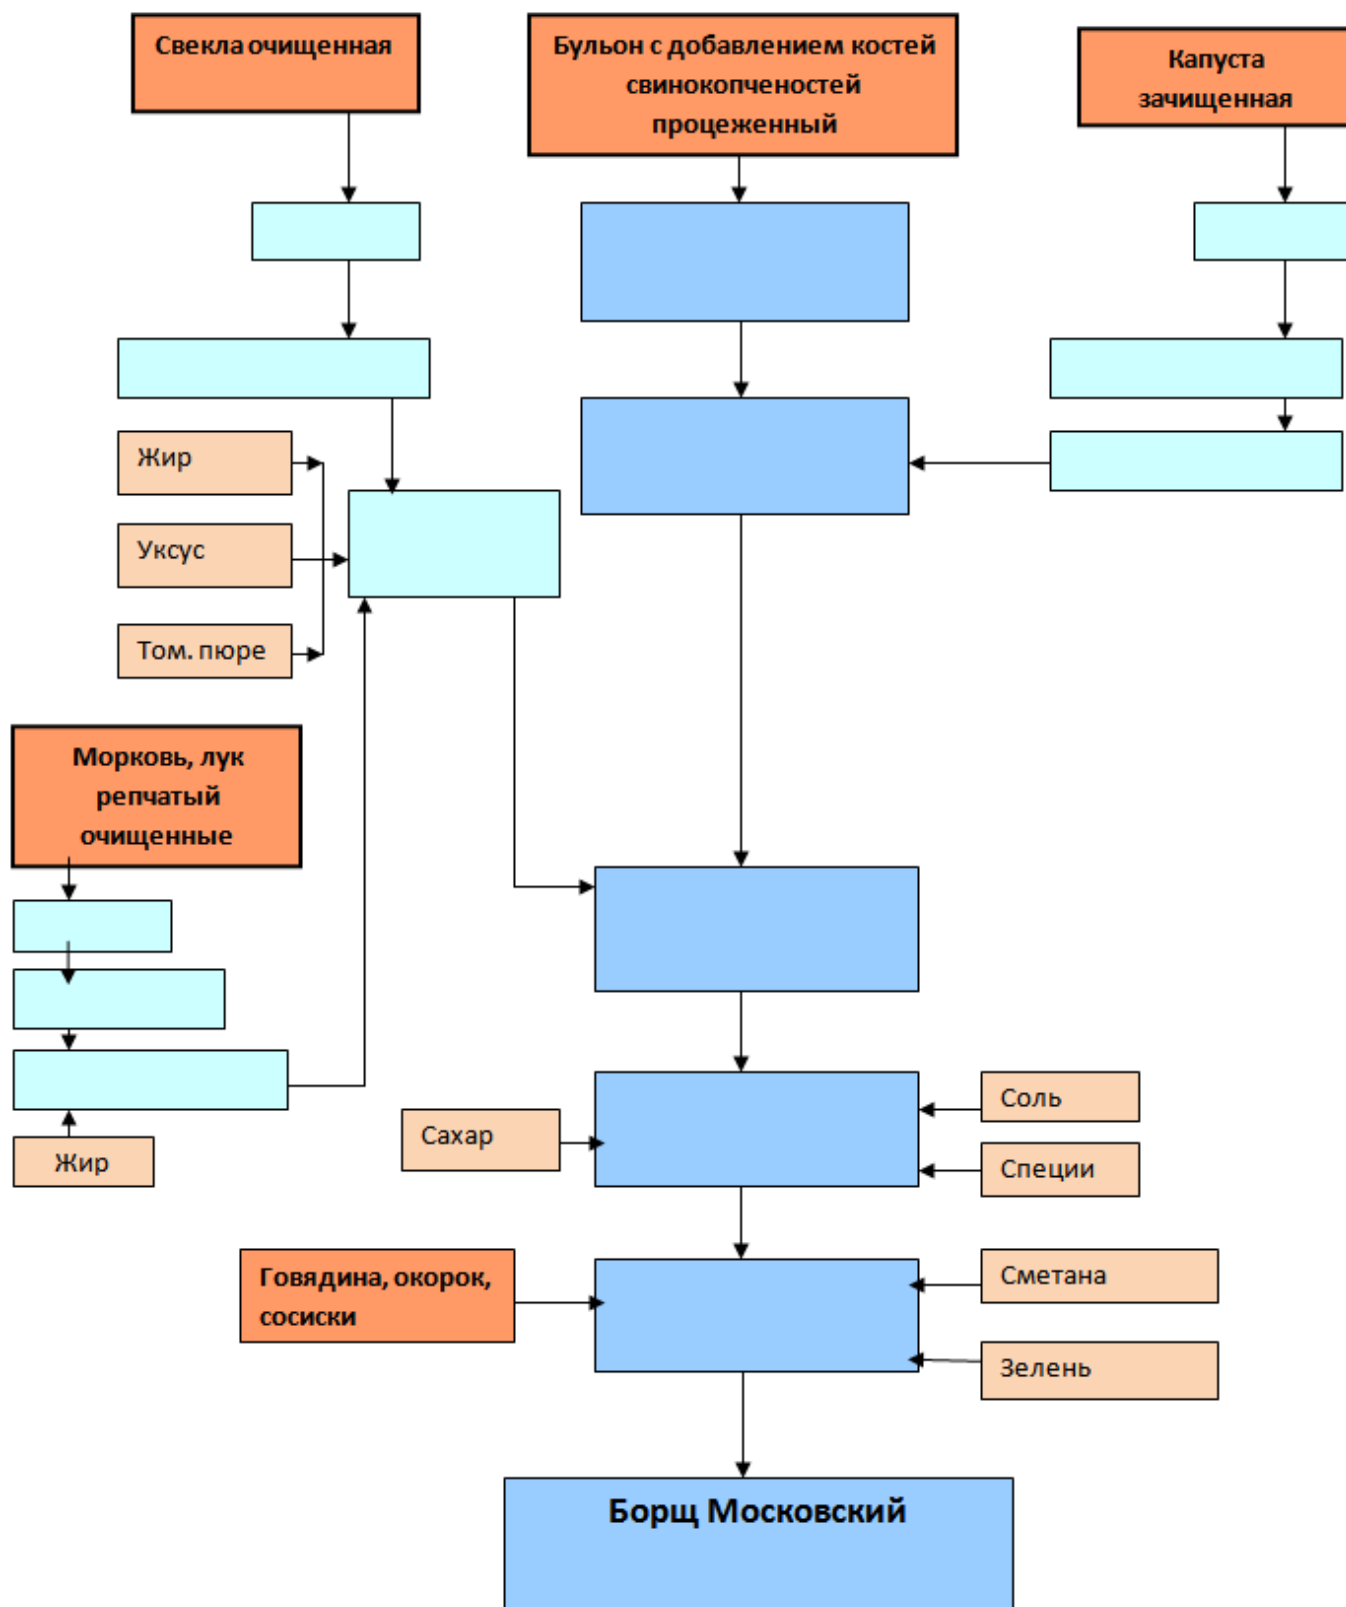 Свекла очищенная
Бульон с добавлением костей
свинокопченостей
процеженный
Капуста
зачищенная
Жир
Уксус
Том. пюре
Морковь, лук
репчатый
очищенные
Жир
Сахар
Соль
Специи
Говядина, окорок,
сосиски
Сметана
Зелень
Борщ Московский